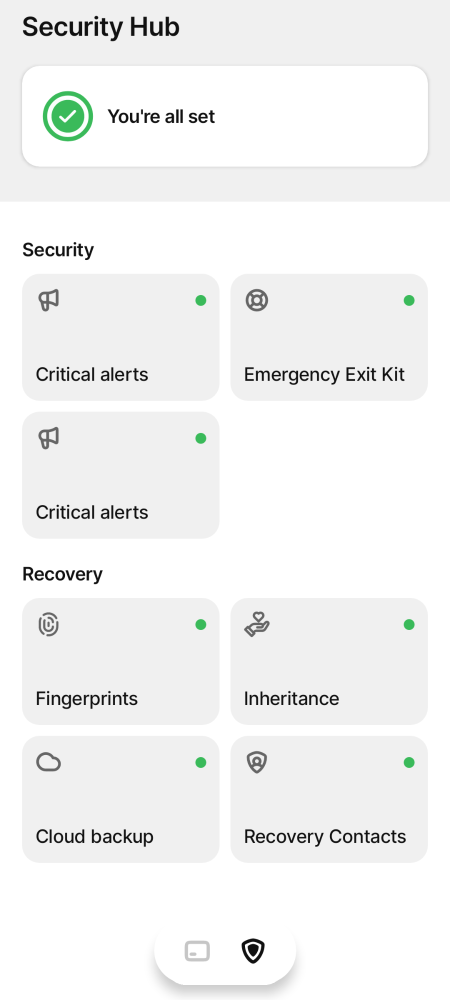 Security Hub
You're all set
Security
Critical alerts
Emergency Exit Kit
Critical alerts
Recovery
Fingerprints
Inheritance
Cloud backup
Recovery Contacts